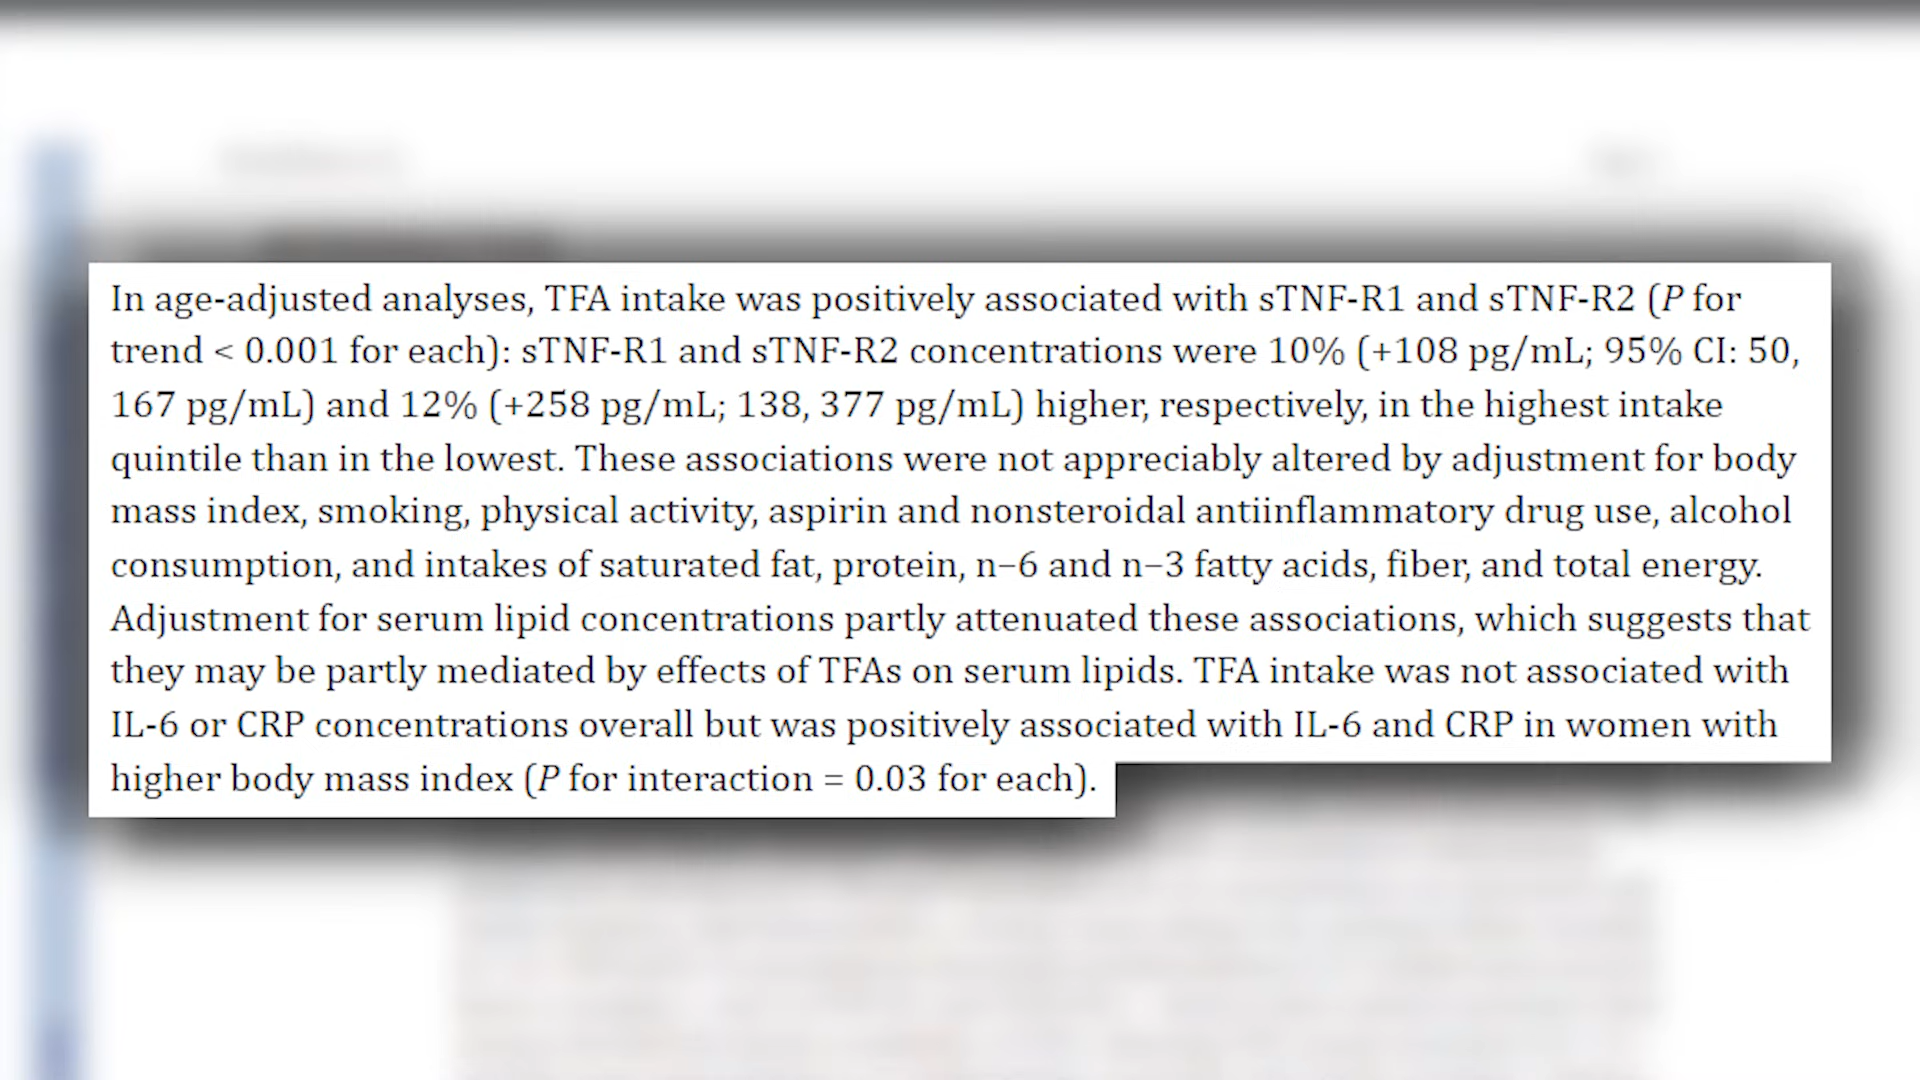 In age-adjusted analyses, TFA intake was positively associated with sTNF-R1 and sTNF-R2 (P for
trend < 0.001 for each): sTNF-R1 and sTNF-R2 concentrations were 10% (+108 pg/mL; 95% CI: 50,
167 pg/mL) and 12% (+258 pg/mL; 138, 377 pg/mL) higher, respectively, in the highest intake
quintile than in the lowest. These associations were not appreciably altered by adjustment for body
mass index, smoking, physical activity, aspirin and nonsteroidal antiinflammatory drug use, alcohol
consumption, and intakes of saturated fat, protein, n−6 and n−3 fatty acids, fiber, and total energy.
Adjustment for serum lipid concentrations partly attenuated these associations, which suggests that
they may be partly mediated by effects of TFAs on serum lipids. TFA intake was not associated with
IL-6 or CRP concentrations overall but was positively associated with IL-6 and CRP in women with
higher body mass index (P for interaction = 0.03 for each).